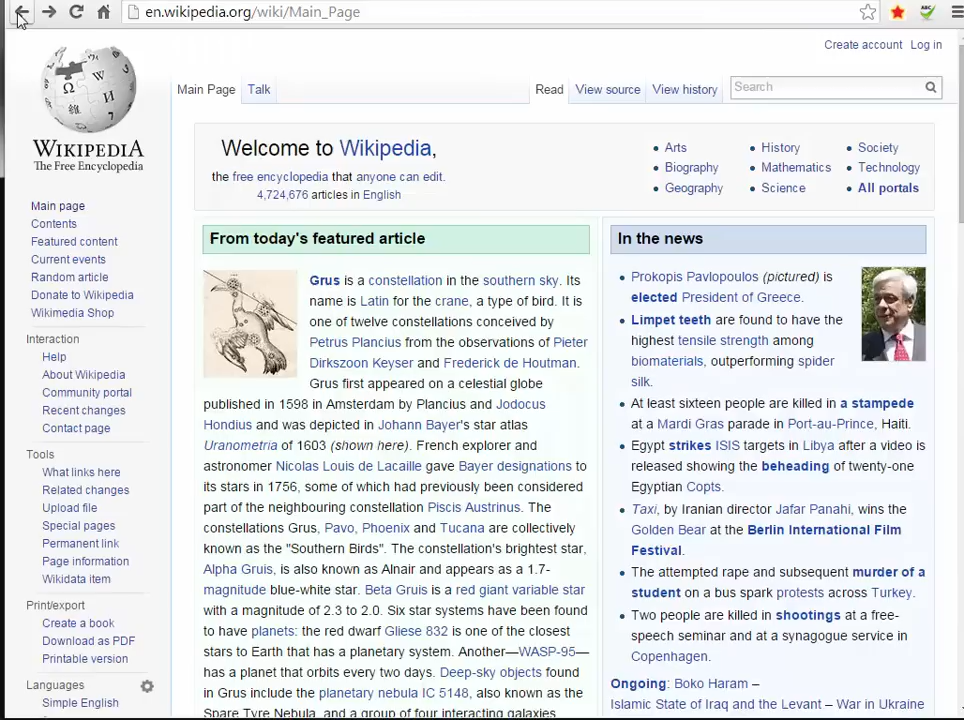 en.wikipedia.org/wiki/Main_Page
ABC
Create account Log in
Main Page Talk Read View source View history Search
WIKIPEDIA
The Free Encyclopedia
Main page
Contents
Featured content
Current events
Random article
Donate to Wikipedia
Wikimedia Shop
Interaction
Help
About Wikipedia
Community portal
Recent changes
Contact page
Tools
What links here
Related changes
Upload file
Special pages
Permanent link
Page information
Wikidata item
Print/export
Create a book
Download as PDF
Printable version
Languages
Simple English
Welcome to Wikipedia,
the free encyclopedia that anyone can edit.
4,724,676 articles in English
Arts
Biography
Geography
History
Mathematics
Science
Society
Technology
All portals
From today's featured article
Grus is a constellation in the southern sky. Its
name is Latin for the crane, a type of bird. It is
one of twelve constellations conceived by
Petrus Plancius from the observations of Pieter
Dirkszoon Keyser and Frederick de Houtman.
Grus first appeared on a celestial globe
published in 1598 in Amsterdam by Plancius and Jodocus
Hondius and was depicted in Johann Bayer's star atlas
Uranometria of 1603 (shown here). French explorer and
astronomer Nicolas Louis de Lacaille gave Bayer designations to
its stars in 1756, some of which had previously been considered
part of the neighbouring constellation Piscis Austrinus. The
constellations Grus, Pavo, Phoenix and Tucana are collectively
known as the "Southern Birds". The constellation's brightest star,
Alpha Gruis, is also known as Alnair and appears as a 1.7-
magnitude blue-white star. Beta Gruis is a red giant variable star
with a magnitude of 2.3 to 2.0. Six star systems have been found
to have planets: the red dwarf Gliese 832 is one of the closest
stars to Earth that has a planetary system. Another—WASP-95—
has a planet that orbits every two days. Deep-sky objects found
in Grus include the planetary nebula IC 5148, also known as the
Spare Tyre Nebula, and a group of four interacting galaxies
In the news
Prokopis Pavlopoulos (pictured) is
elected President of Greece.
Limpet teeth are found to have the
highest tensile strength among
biomaterials, outperforming spider
silk.
At least sixteen people are killed in a stampede
at a Mardi Gras parade in Port-au-Prince, Haiti.
Egypt strikes ISIS targets in Libya after a video is
released showing the beheading of twenty-one
Egyptian Copts.
Taxi, by Iranian director Jafar Panahi, wins the
Golden Bear at the Berlin International Film
Festival.
The attempted rape and subsequent murder of a
student on a bus spark protests across Turkey.
Two people are killed in shootings at a free-
speech seminar and at a synagogue service in
Copenhagen.
Ongoing: Boko Haram –
Islamic State of Iraq and the Levant – War in Ukraine